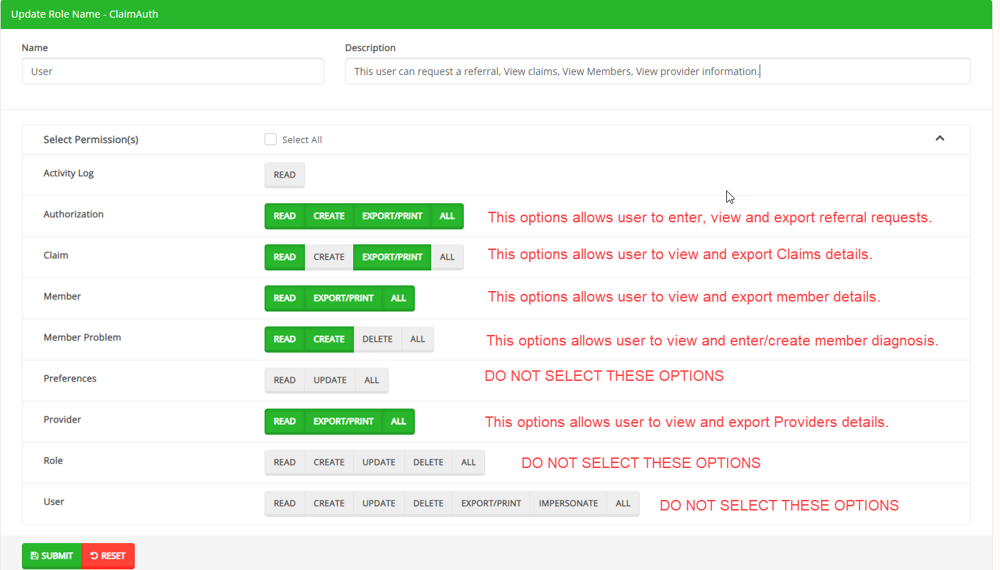 Update Role Name - ClaimAuth
Name
Description
User
This user can request a referral, View claims, View Members, View provider information.
Select Permission(s)
Select All
Activity Log
READ
Authorization
READ CREATE EXPORT/PRINT ALL
This options allows user to enter, view and export referral requests.
Claim
READ CREATE EXPORT/PRINT ALL
This options allows user to view and export Claims details.
Member
READ EXPORT/PRINT ALL
This options allows user to view and export member details.
Member Problem
READ CREATE DELETE ALL
This options allows user to view and enter/create member diagnosis.
Preferences
READ UPDATE ALL
DO NOT SELECT THESE OPTIONS
Provider
READ EXPORT/PRINT ALL
This options allows user to view and export Providers details.
Role
READ CREATE UPDATE DELETE ALL
DO NOT SELECT THESE OPTIONS
User
READ CREATE UPDATE DELETE EXPORT/PRINT IMPERSONATE ALL
DO NOT SELECT THESE OPTIONS
SUBMIT
RESET